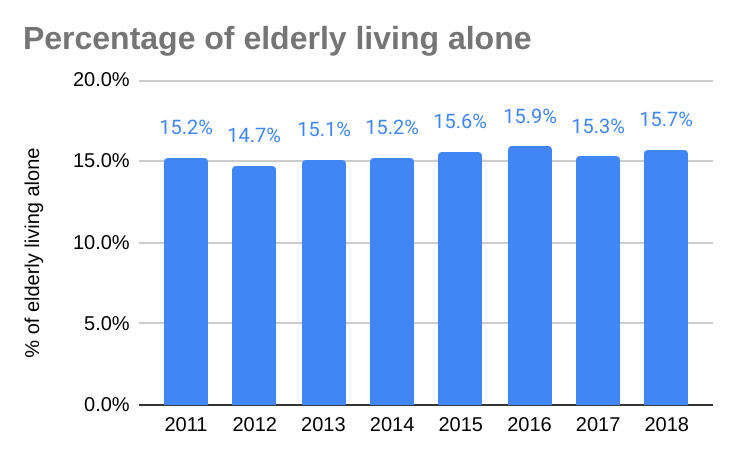 Percentage of elderly living alone
% of elderly living alone
20.0%
15.0%
10.0%
5.0%
0.0%
15.2% 14.7% 15.1% 15.2% 15.6% 15.9% 15.3% 15.7%
2011 2012 2013 2014 2015 2016 2017 2018